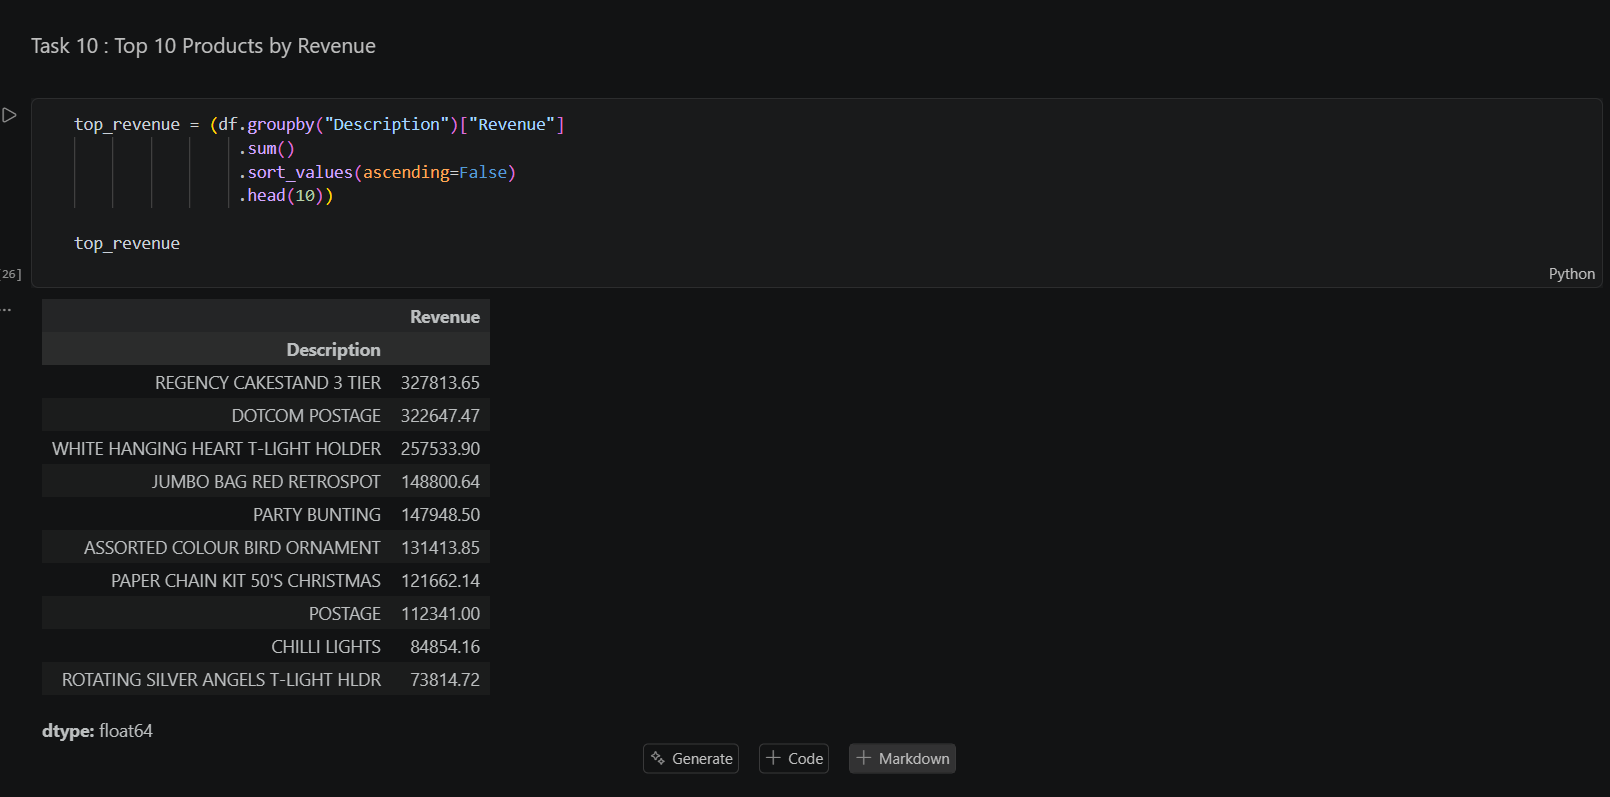 Task 10 : Top 10 Products by Revenue
top_revenue = (df.groupby("Description")["Revenue"]
.sum()
.sort_values(ascending=False)
.head(10))
top_revenue
[26]
Python
Revenue
Description
REGENCY CAKESTAND 3 TIER 327813.65
DOTCOM POSTAGE 322647.47
WHITE HANGING HEART T-LIGHT HOLDER 257533.90
JUMBO BAG RED RETROSPOT 148800.64
PARTY BUNTING 147948.50
ASSORTED COLOUR BIRD ORNAMENT 131413.85
PAPER CHAIN KIT 50'S CHRISTMAS 121662.14
POSTAGE 112341.00
CHILLI LIGHTS 84854.16
ROTATING SILVER ANGELS T-LIGHT HLDR 73814.72
dtype: float64
Generate + Code + Markdown